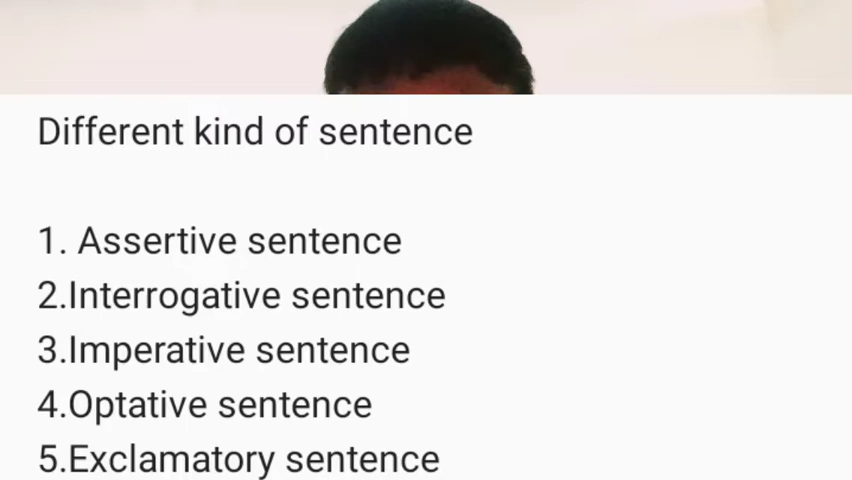 Different kind of sentence
1. Assertive sentence
2.Interrogative sentence
3.Imperative sentence
4.Optative sentence
5.Exclamatory sentence